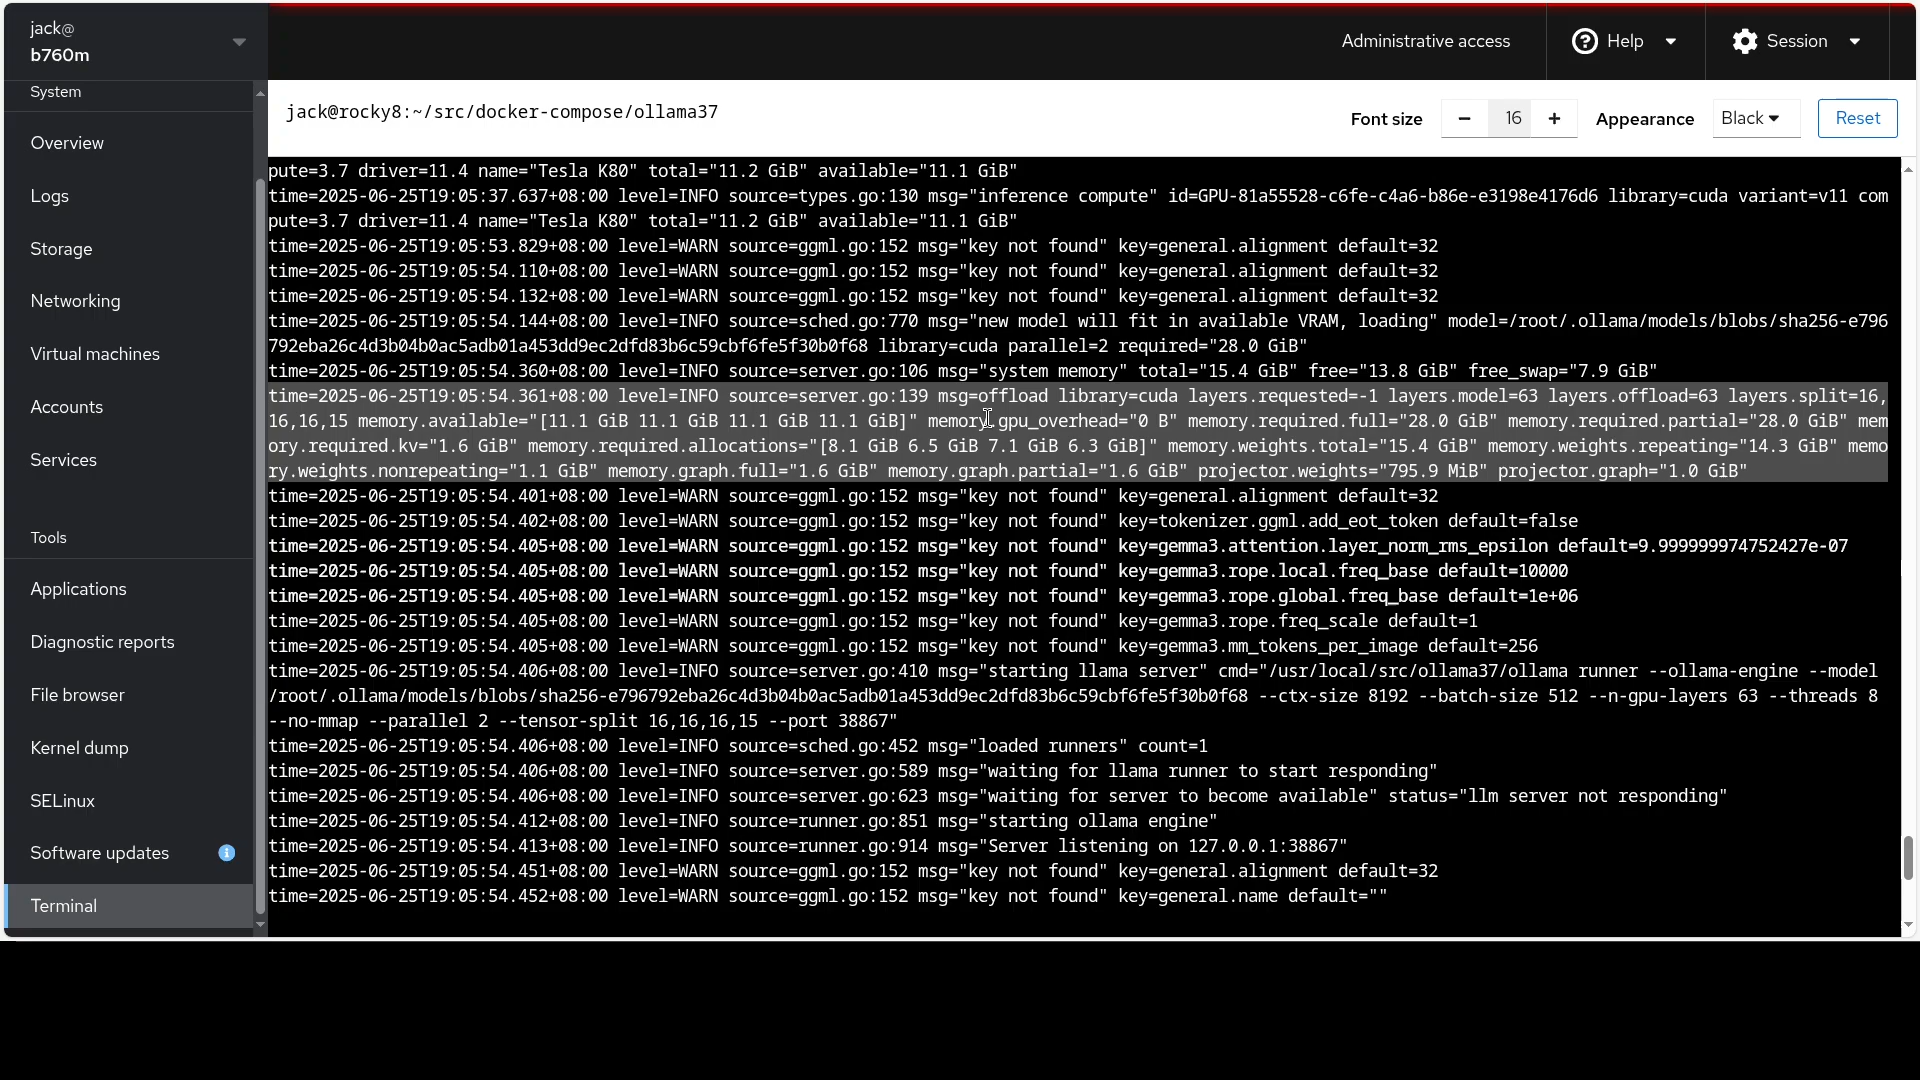 jack@
b760m
Administrative access
Help
Session
System
Overview
Logs
Storage
Networking
Virtual machines
Accounts
Services
Tools
Applications
Diagnostic reports
File browser
Kernel dump
SELinux
Software updates
Terminal
jack@rocky8:~/src/docker-compose/ollama37
Font size
16
Appearance
Black
Reset
pute=3.7 driver=11.4 name="Tesla K80" total="11.2 GiB" available="11.1 GiB"
time=2025-06-25T19:05:37.637+08:00 level=INFO source=types.go:130 msg="inference compute" id=GPU-81a55528-c6fe-c4a6-b86e-e3198e4176d6 library=cuda variant=v11 com
pute=3.7 driver=11.4 name="Tesla K80" total="11.2 GiB" available="11.1 GiB"
time=2025-06-25T19:05:53.829+08:00 level=WARN source=ggml.go:152 msg="key not found" key=general.alignment default=32
time=2025-06-25T19:05:54.110+08:00 level=WARN source=ggml.go:152 msg="key not found" key=general.alignment default=32
time=2025-06-25T19:05:54.132+08:00 level=WARN source=ggml.go:152 msg="key not found" key=general.alignment default=32
time=2025-06-25T19:05:54.144+08:00 level=INFO source=sched.go:770 msg="new model will fit in available VRAM, loading" model=/root/.ollama/models/blobs/sha256-e796
792eba26c4d3b04b0ac5adb01a453dd9ec2dfd83b6c59cbf6fe5f30b0f68 library=cuda parallel=2 required="28.0 GiB"
time=2025-06-25T19:05:54.360+08:00 level=INFO source=server.go:106 msg="system memory" total="15.4 GiB" free="13.8 GiB" free_swap="7.9 GiB"
time=2025-06-25T19:05:54.361+08:00 level=INFO source=server.go:139 msg=offload library=cuda layers.requested=-1 layers.model=63 layers.offload=63 layers.split=16,
16,16,15 memory.available="[11.1 GiB 11.1 GiB 11.1 GiB 11.1 GiB]" memory.gpu_overhead="0 B" memory.required.full="28.0 GiB" memory.required.partial="28.0 GiB" mem
ory.required.kv="1.6 GiB" memory.required.allocations="[8.1 GiB 6.5 GiB 7.1 GiB 6.3 GiB]" memory.weights.total="15.4 GiB" memory.weights.repeating="14.3 GiB" memo
ry.weights.nonrepeating="1.1 GiB" memory.graph.full="1.6 GiB" memory.graph.partial="1.6 GiB" projector.weights="795.9 MiB" projector.graph="1.0 GiB"
time=2025-06-25T19:05:54.401+08:00 level=WARN source=ggml.go:152 msg="key not found" key=general.alignment default=32
time=2025-06-25T19:05:54.402+08:00 level=WARN source=ggml.go:152 msg="key not found" key=tokenizer.ggml.add_eot_token default=false
time=2025-06-25T19:05:54.405+08:00 level=WARN source=ggml.go:152 msg="key not found" key=gemma3.attention.layer_norm_rms_epsilon default=9.999999974752427e-07
time=2025-06-25T19:05:54.405+08:00 level=WARN source=ggml.go:152 msg="key not found" key=gemma3.rope.local.freq_base default=10000
time=2025-06-25T19:05:54.405+08:00 level=WARN source=ggml.go:152 msg="key not found" key=gemma3.rope.global.freq_base default=1e+06
time=2025-06-25T19:05:54.405+08:00 level=WARN source=ggml.go:152 msg="key not found" key=gemma3.rope.freq_scale default=1
time=2025-06-25T19:05:54.405+08:00 level=WARN source=ggml.go:152 msg="key not found" key=gemma3.mm_tokens_per_image default=256
time=2025-06-25T19:05:54.406+08:00 level=INFO source=server.go:410 msg="starting llama server" cmd="/usr/local/src/ollama37/ollama runner --ollama-engine --model
/root/.ollama/models/blobs/sha256-e796792eba26c4d3b04b0ac5adb01a453dd9ec2dfd83b6c59cbf6fe5f30b0f68 --ctx-size 8192 --batch-size 512 --n-gpu-layers 63 --threads 8
--no-mmap --parallel 2 --tensor-split 16,16,16,15 --port 38867"
time=2025-06-25T19:05:54.406+08:00 level=INFO source=sched.go:452 msg="loaded runners" count=1
time=2025-06-25T19:05:54.406+08:00 level=INFO source=server.go:589 msg="waiting for llama runner to start responding"
time=2025-06-25T19:05:54.406+08:00 level=INFO source=server.go:623 msg="waiting for server to become available" status="llm server not responding"
time=2025-06-25T19:05:54.412+08:00 level=INFO source=runner.go:851 msg="starting ollama engine"
time=2025-06-25T19:05:54.413+08:00 level=INFO source=runner.go:914 msg="Server listening on 127.0.0.1:38867"
time=2025-06-25T19:05:54.451+08:00 level=WARN source=ggml.go:152 msg="key not found" key=general.alignment default=32
time=2025-06-25T19:05:54.452+08:00 level=WARN source=ggml.go:152 msg="key not found" key=general.name default=""